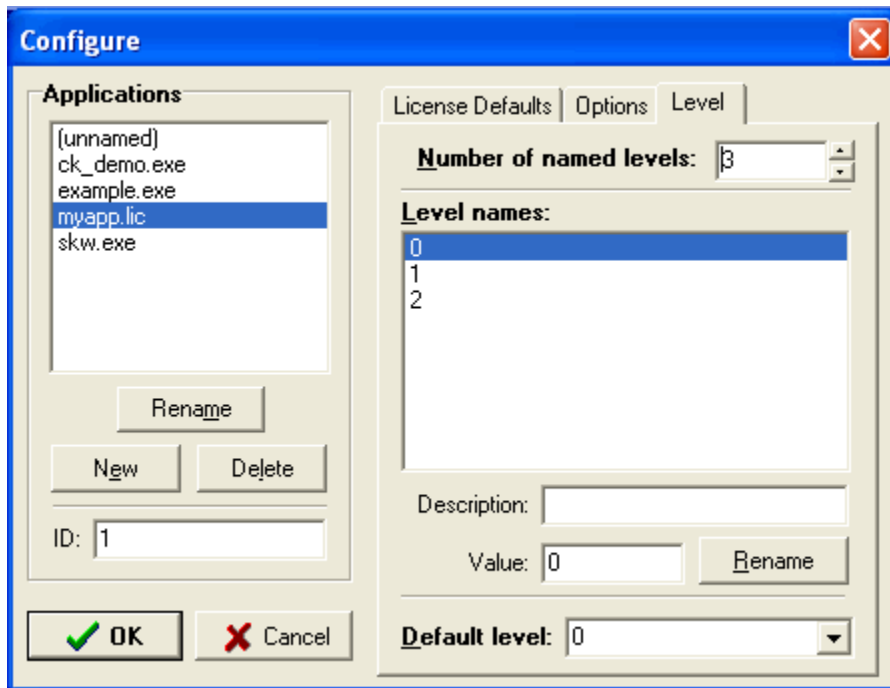 Configure
Applications
(unnamed)
ck_demo.exe
example.exe
myapp.lic
skw.exe
Rename
New
Delete
ID: 1
OK
Cancel
License Defaults
Options
Level
Number of named levels: 3
Level names:
0
1
2
Description:
Value: 0
Rename
Default level: 0